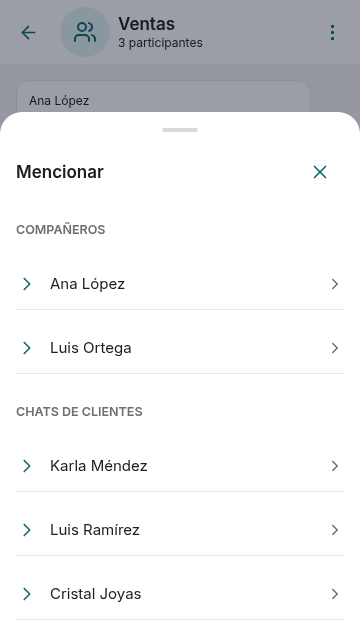 Ventas
3 participantes
Ana López
Mencionar
COMPAÑEROS
Ana López
Luis Ortega
CHATS DE CLIENTES
Karla Méndez
Luis Ramírez
Cristal Joyas